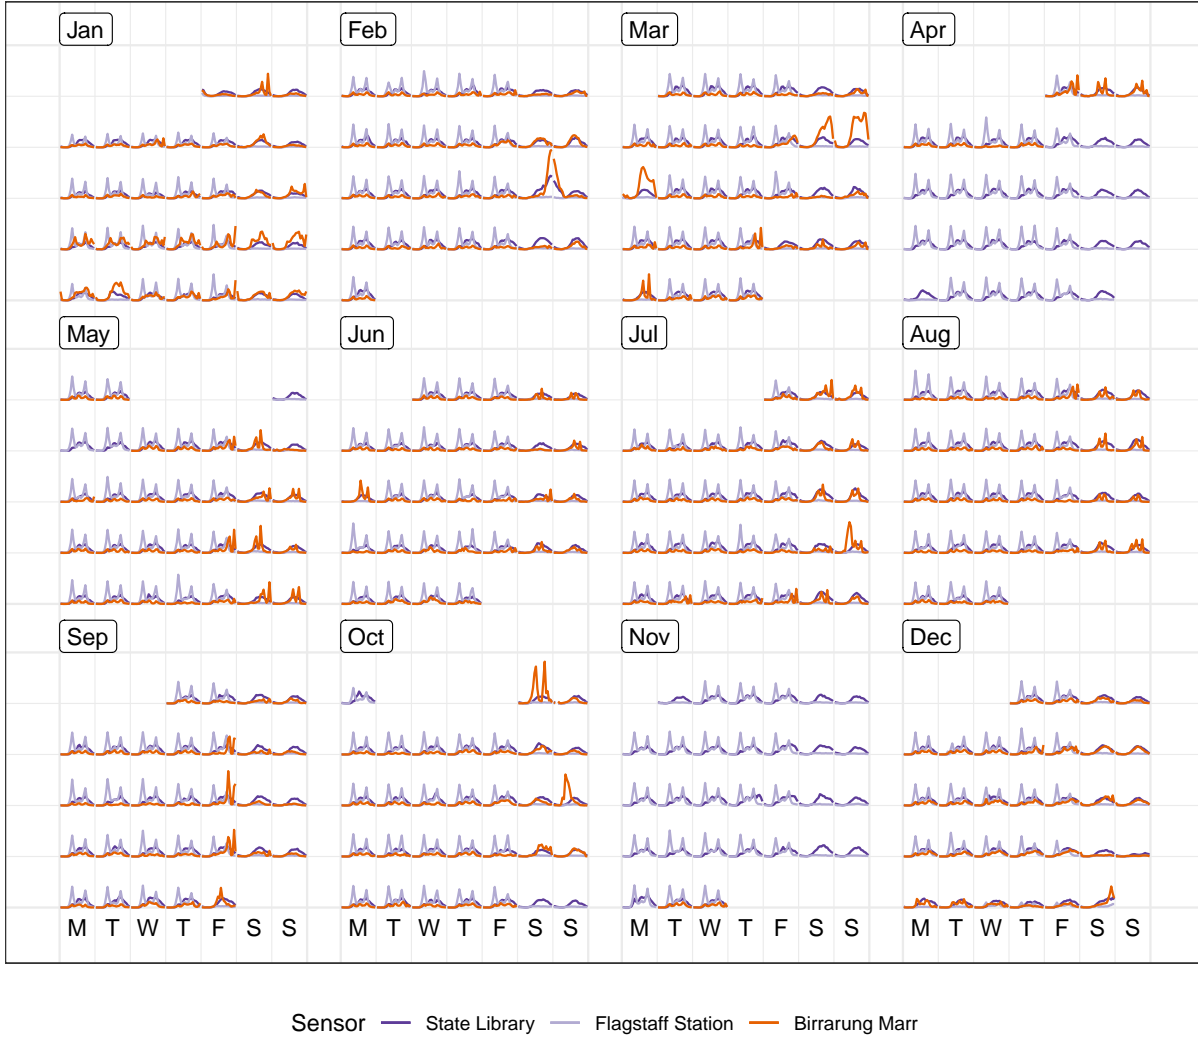 Jan Feb Mar Apr
May Jun Jul Aug
Sep Oct Nov Dec
M T W T F S S M T W T F S S M T W T F S S M T W T F S S
Sensor State Library Flagstaff Station Birrarung Marr